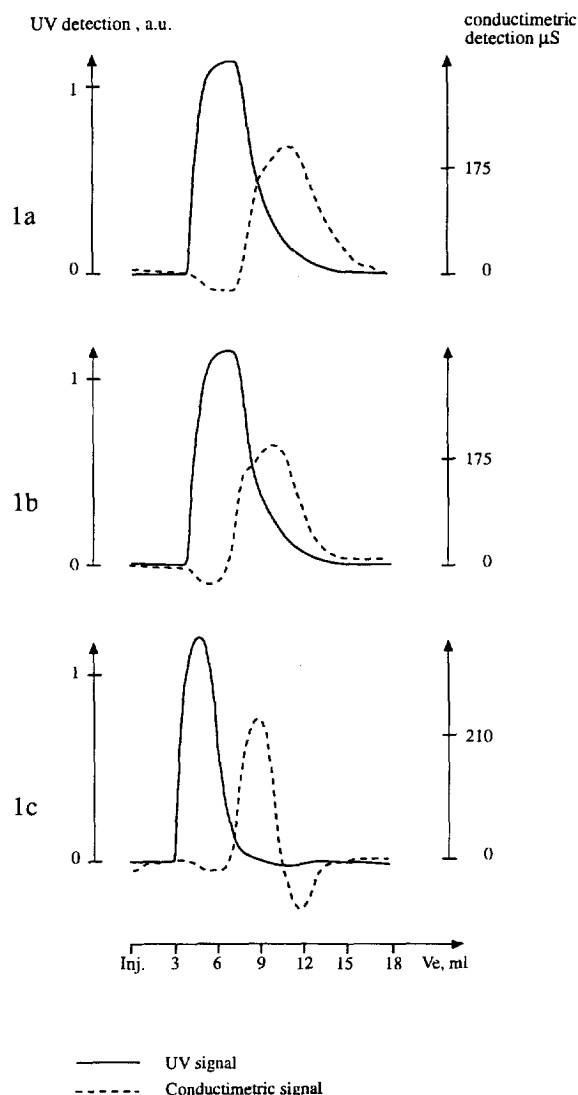 UV detection , a.u.
conductimetric
detection μS
1
175
1a
0
0
1
175
1b
0
0
1
210
1c
0
0
Inj. 3 6 9 12 15 18 Ve, ml
UV signal
Conductimetric signal